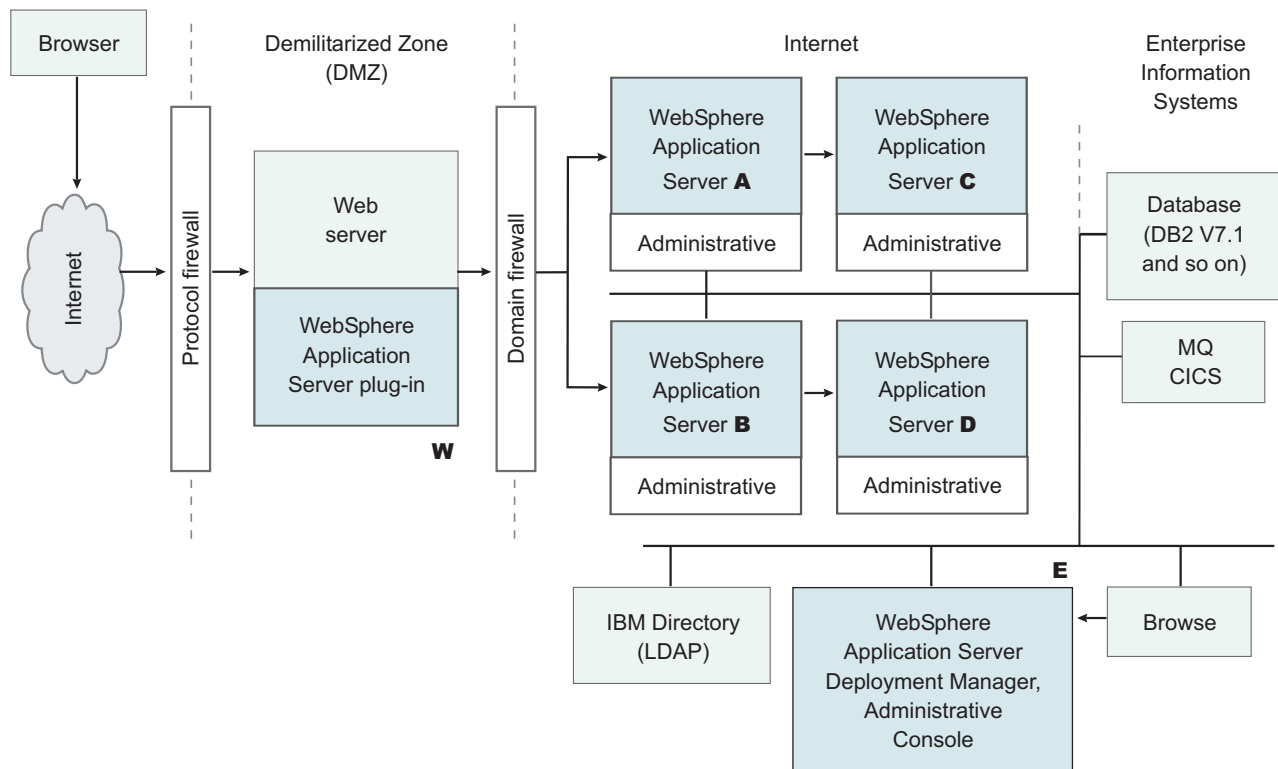 Browser
Demilitarized Zone
(DMZ)
Internet
Enterprise
Information
Systems
Internet
Protocol firewall
Web
server
WebSphere
Application
Server plug-in
W
Domain firewall
WebSphere
Application
Server A
Administrative
WebSphere
Application
Server C
Administrative
WebSphere
Application
Server B
Administrative
WebSphere
Application
Server D
Administrative
Database
(DB2 V7.1
and so on)
MQ
CICS
E
IBM Directory
(LDAP)
WebSphere
Application Server
Deployment Manager,
Administrative
Console
Browse